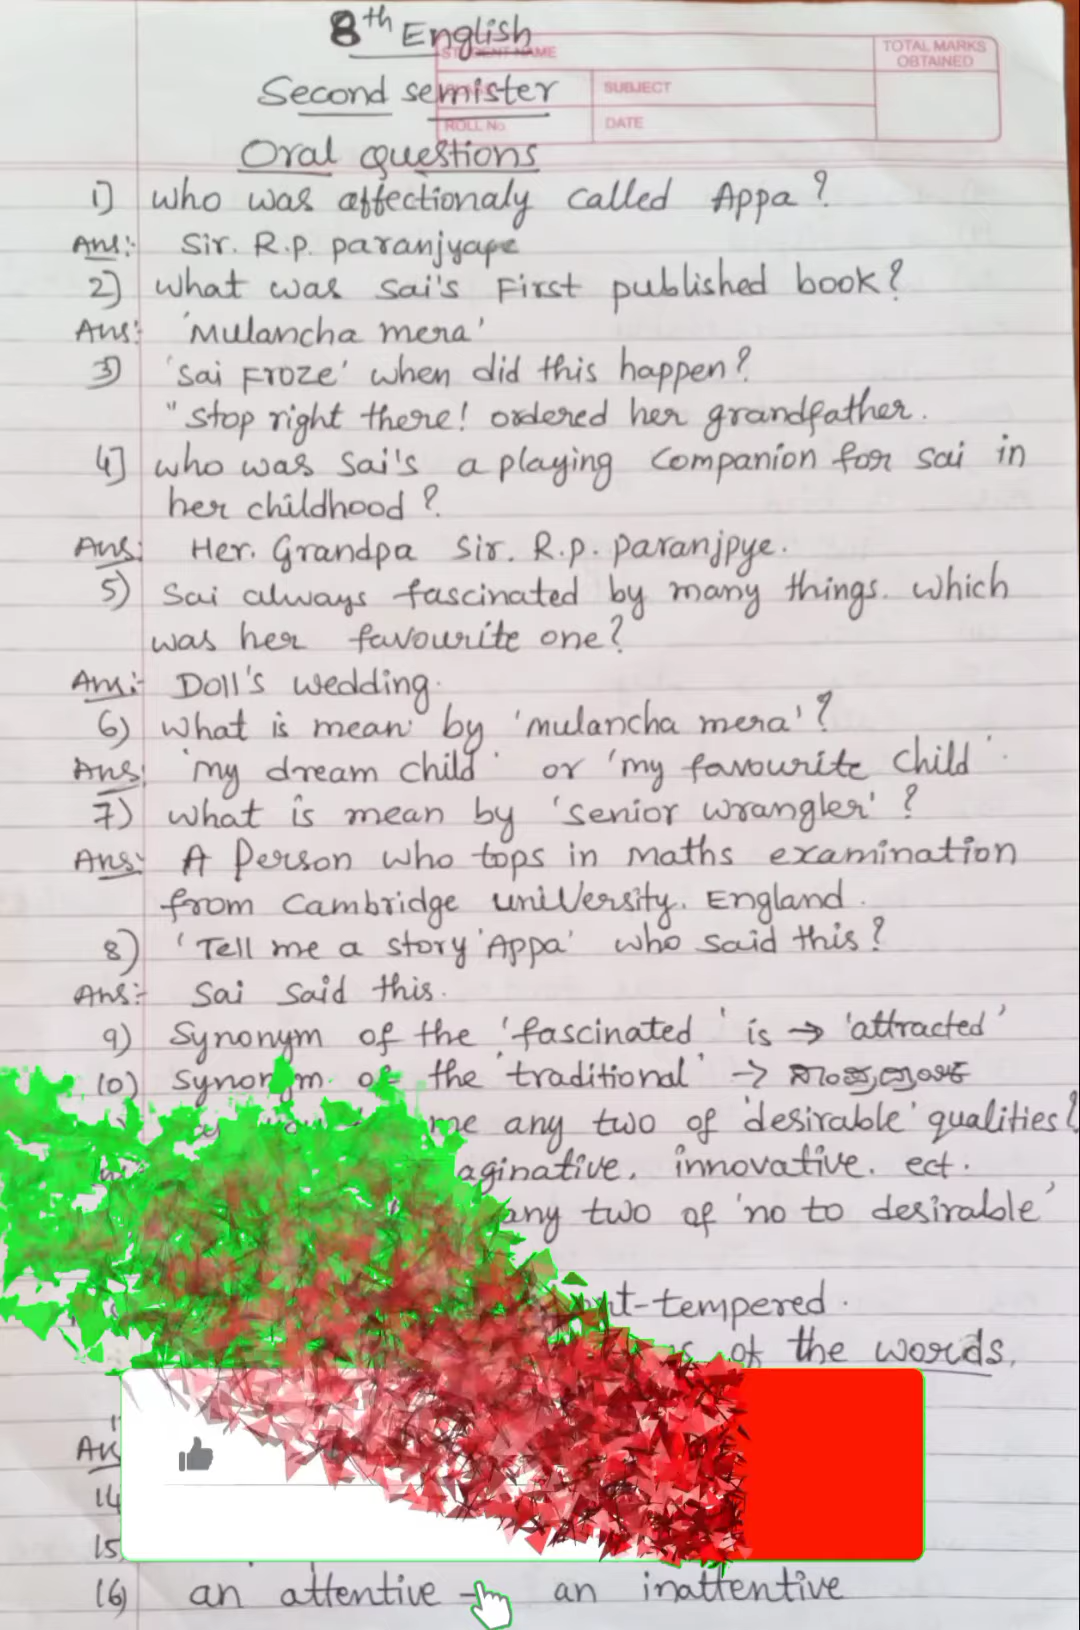 8th English
STUDENT NAME
TOTAL MARKS OBTAINED
Second semister
SUBJECT
ROLL No
DATE
Oral questions
1) who was affectionaly called Appa?
Ans:- Sir. R.P. paranjyape
2) what was sai's First published book?
Ans: 'Mulancha mera'
3) 'Sai Froze' when did this happen?
"Stop right there! ordered her grandfather.
4] who was Sai's a playing companion for sai in
her childhood?
Ans: Her. Grandpa Sir. R.p. paranjpye.
5) Sai always fascinated by many things. which
was her favourite one?
Ans:- Doll's wedding.
6) what is mean by 'mulancha mera'?
Ans: 'my dream child' or 'my favourite child'.
7) what is mean by 'senior wrangler'?
Ans:- A person who tops in maths examination
from Cambridge university. England.
8) 'Tell me a story 'Appa' who said this?
Ans:- Sai said this.
9) Synonym of the 'fascinated' is → 'attracted'
10) Synonym of the 'traditional' →
me any two of 'desirable' qualities?
aginative. innovative. ect.
any two of 'no to desirable'
nt-tempered.
of the words.
14
15
16) an attentive an inattentive